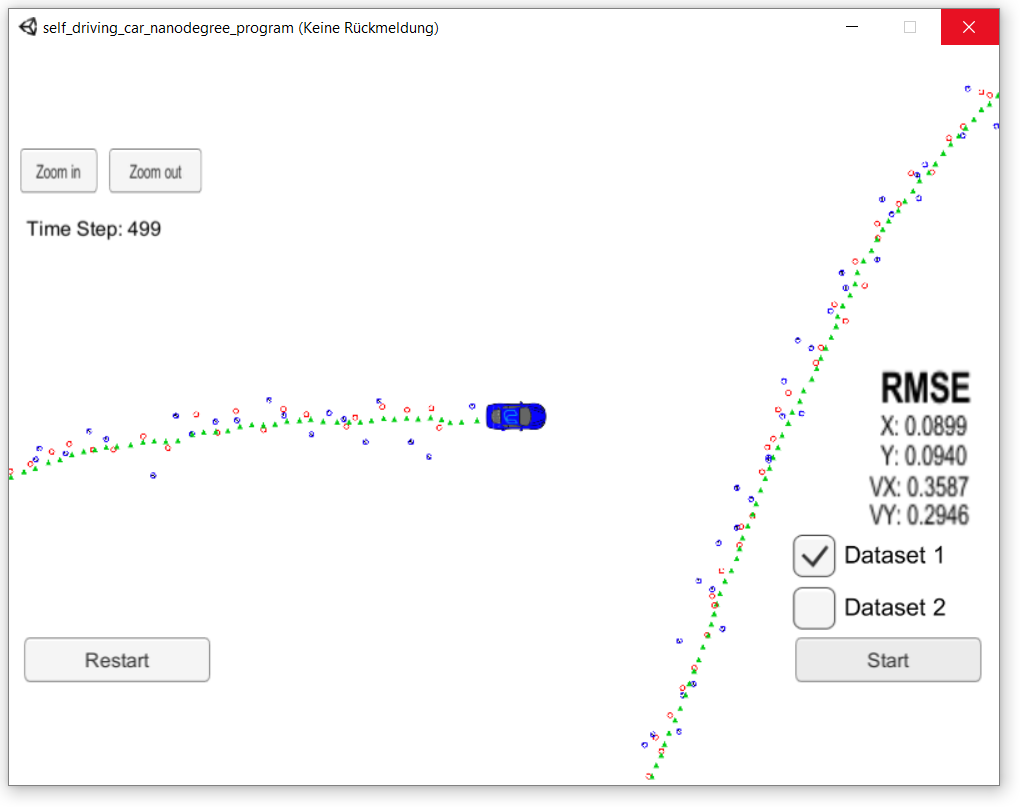 self_driving_car_nanodegree_program (Keine Rückmeldung)
Zoom in
Zoom out
Time Step: 499
RMSE
X: 0.0899
Y: 0.0940
VX: 0.3587
VY: 0.2946
Dataset 1
Dataset 2
Restart
Start